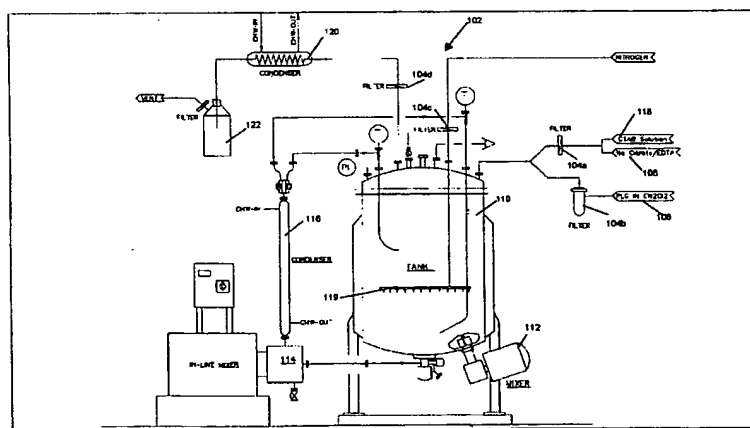 CHW-IN
CHW-OUT
120
CONDENSER
102
NITROGEN
104d
FILTER
104c
FILTER
T
VENT
FILTER
122
T
PI
FILTER
118
CTAB Solution
Na Citrate/EDTA
106
104a
110
PLG IN CH2Cl2
108
104b
FILTER
CHW-IN
116
CONDENSER
TANK
119
CHW-OUT
112
114
IN-LINE MIXER
MIXER